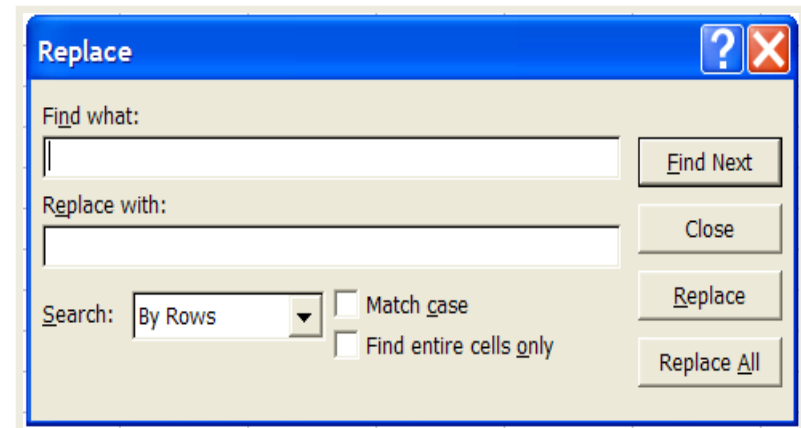 Replace
Find what:
Find Next
Replace with:
Close
Search: By Rows
Match case
Replace
Find entire cells only
Replace All